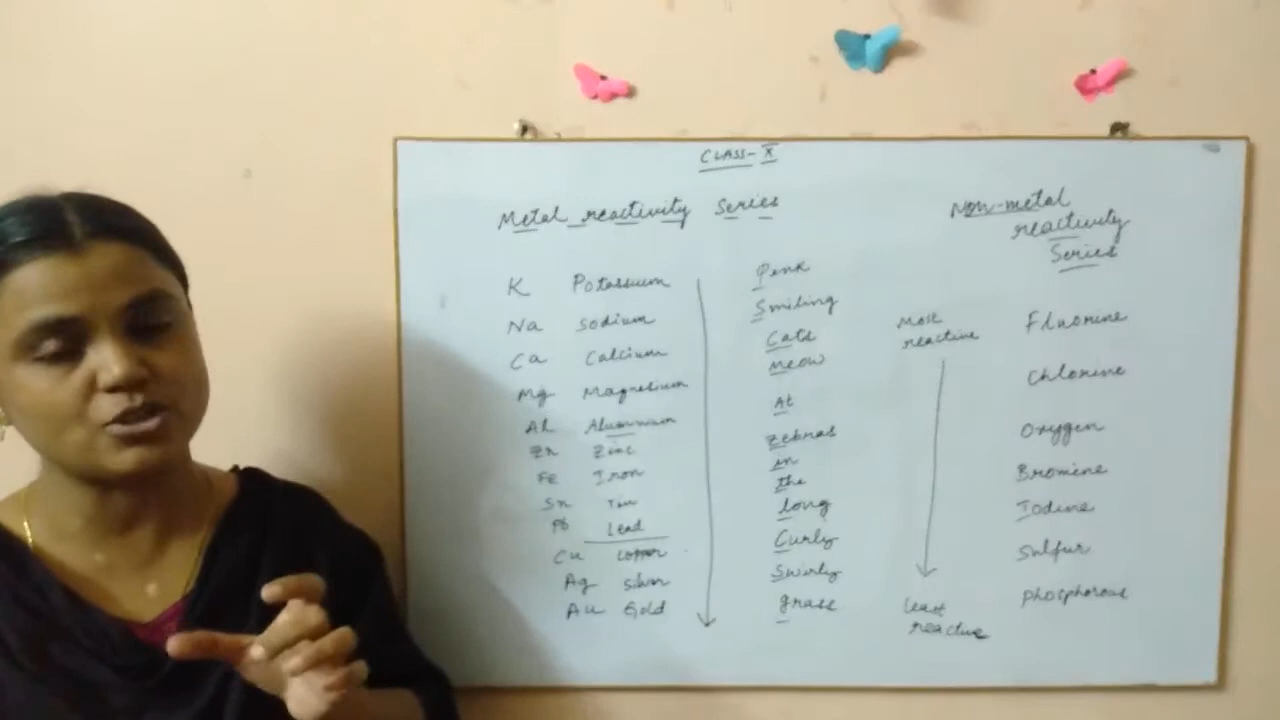 CLASS-X
Metal reactivity Series
K Potassium
Na Sodium
Ca Calcium
Mg Magnesium
Al Aluminum
Zn Zinc
Fe Iron
Sn Tin
Pb Lead
Cu Copper
Ag Silver
Au Gold
Pink
Smiling
Cats
Meow
At
Zebras
in
the
long
Curly
Swirly
grass
Non-metal
reactivity
Series
Most
reactive
least
reactive
Fluorine
Chlorine
Oxygen
Bromine
Iodine
Sulfur
phosphorous